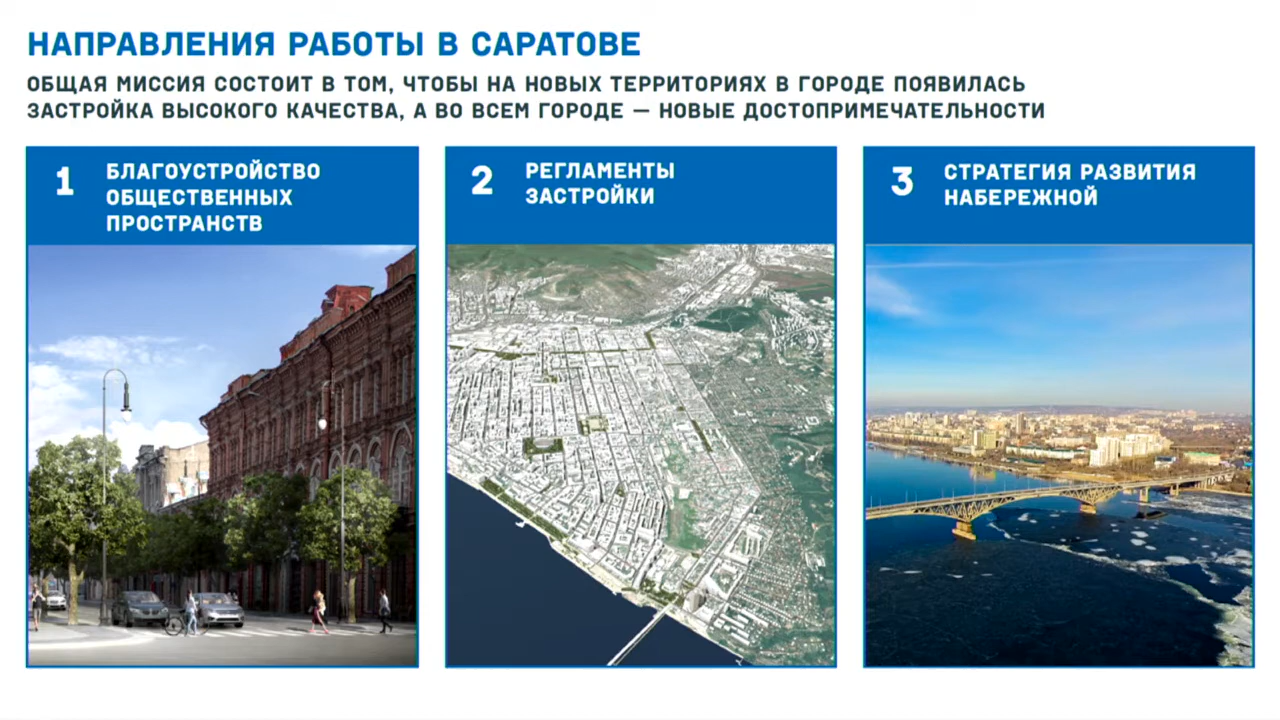 НАПРАВЛЕНИЯ РАБОТЫ В САРАТОВЕ
ОБЩАЯ МИССИЯ СОСТОИТ В ТОМ, ЧТОБЫ НА НОВЫХ ТЕРРИТОРИЯХ В ГОРОДЕ ПОЯВИЛАСЬ
ЗАСТРОЙКА ВЫСОКОГО КАЧЕСТВА, А ВО ВСЕМ ГОРОДЕ — НОВЫЕ ДОСТОПРИМЕЧАТЕЛЬНОСТИ
1
БЛАГОУСТРОЙСТВО
ОБЩЕСТВЕННЫХ
ПРОСТРАНСТВ
2
РЕГЛАМЕНТЫ
ЗАСТРОЙКИ
3
СТРАТЕГИЯ РАЗВИТИЯ
НАБЕРЕЖНОЙ